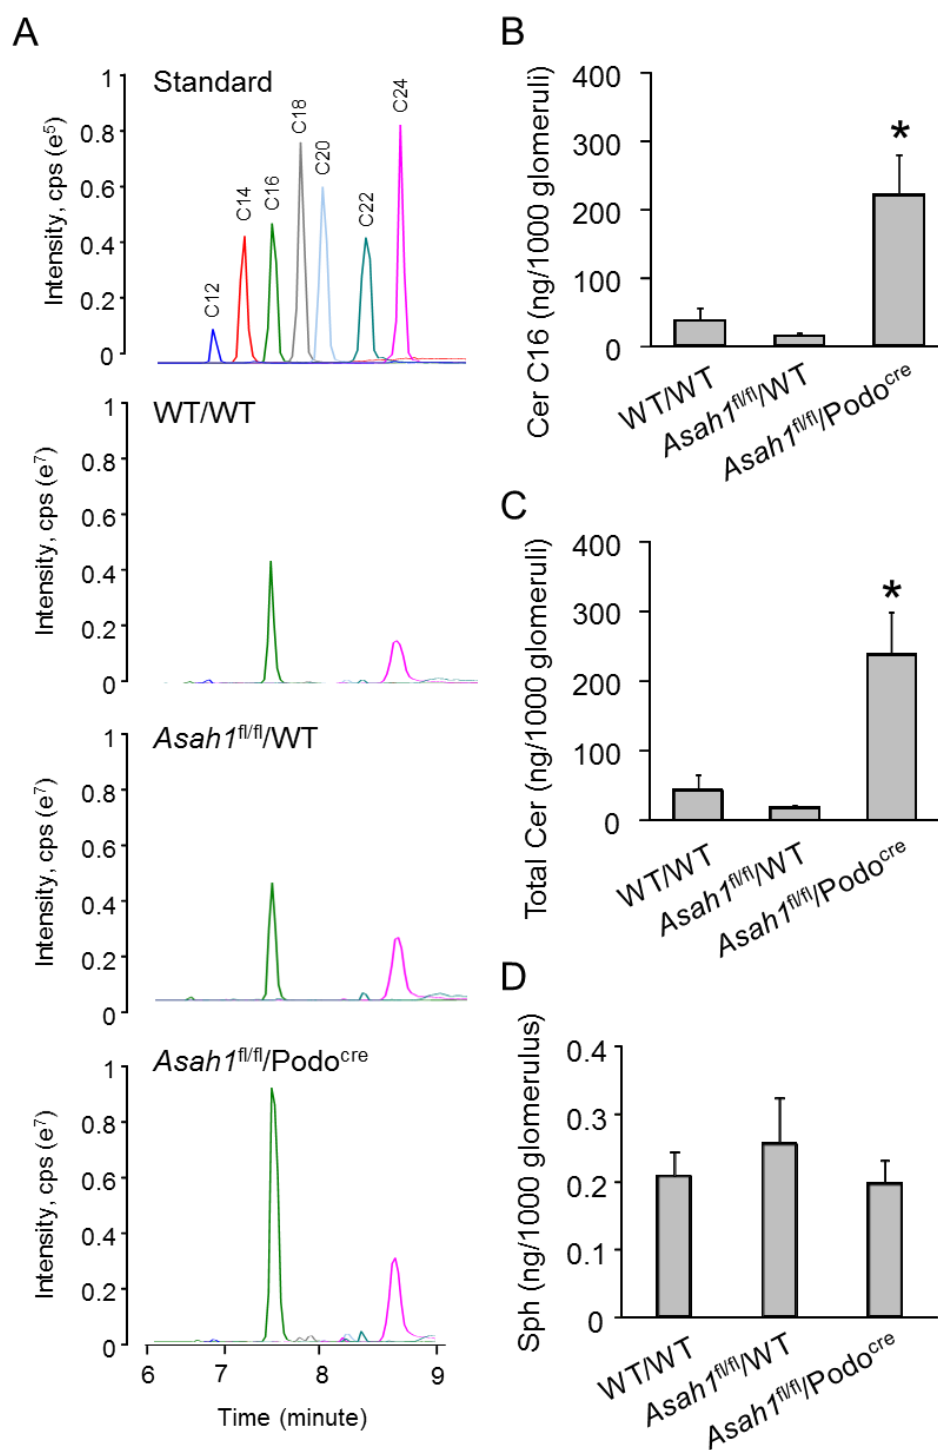 A
Standard
Intensity, cps (e⁵)
1
0.8
0.6
0.4
0.2
0
C12
C14
C16
C18
C20
C22
C24
WT/WT
Intensity, cps (e⁷)
1
0.8
0.6
0.4
0.2
0
Asah1ᶠˡ/ᶠˡ/WT
Intensity, cps (e⁷)
1
0.8
0.6
0.4
0.2
0
Asah1ᶠˡ/ᶠˡ/Podoᶜʳᵉ
Intensity, cps (e⁷)
1
0.8
0.6
0.4
0.2
0
6 7 8 9
Time (minute)
B
Cer C16 (ng/1000 glomeruli)
400
300
200
100
0
*
WT/WT
Asah1ᶠˡ/ᶠˡ/WT
Asah1ᶠˡ/ᶠˡ/Podoᶜʳᵉ
C
Total Cer (ng/1000 glomeruli)
400
300
200
100
0
*
WT/WT
Asah1ᶠˡ/ᶠˡ/WT
Asah1ᶠˡ/ᶠˡ/Podoᶜʳᵉ
D
Sph (ng/1000 glomerulus)
0.4
0.3
0.2
0.1
0
WT/WT
Asah1ᶠˡ/ᶠˡ/WT
Asah1ᶠˡ/ᶠˡ/Podoᶜʳᵉ